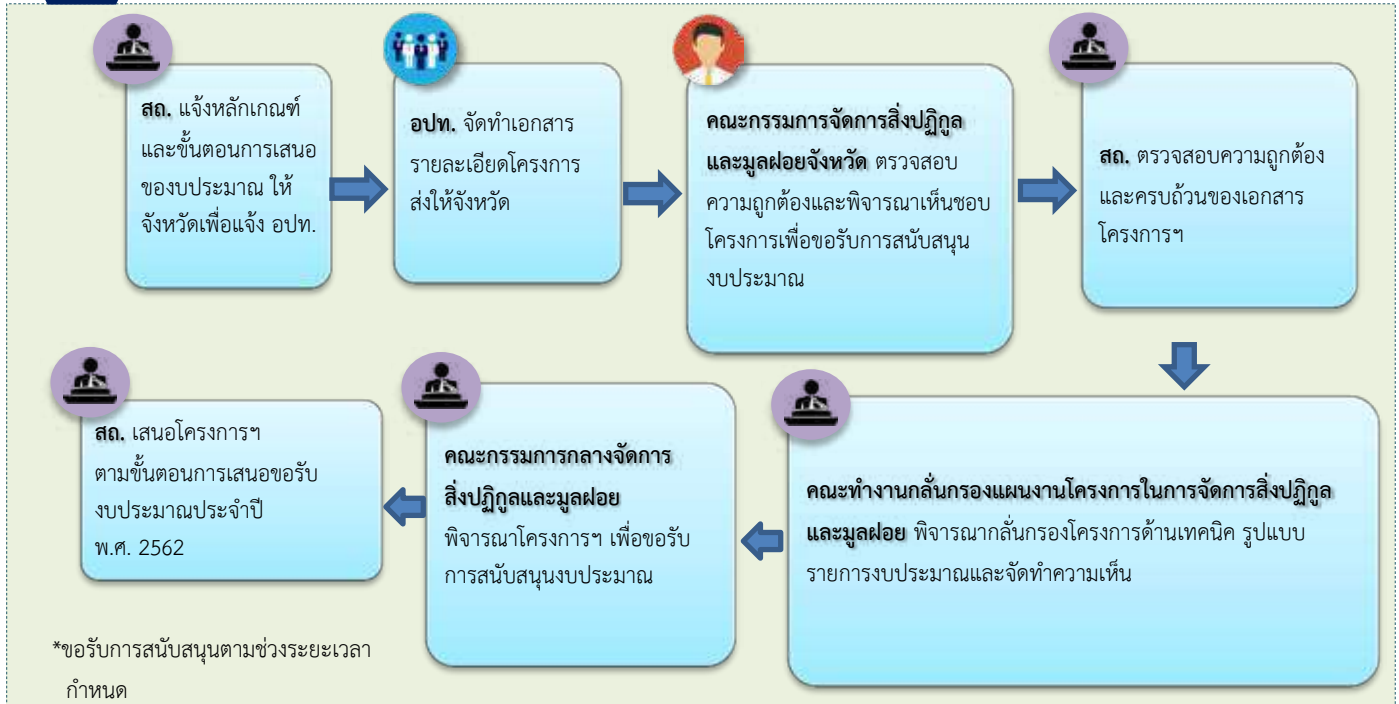 สถ. แจ้งหลักเกณฑ์
และขั้นตอนการเสนอ
ของบประมาณ ให้
จังหวัดเพื่อแจ้ง อปท.
อปท. จัดทำเอกสาร
รายละเอียดโครงการ
ส่งให้จังหวัด
คณะกรรมการจัดการสิ่งปฏิกูล
และมูลฝอยจังหวัด ตรวจสอบ
ความถูกต้องและพิจารณาเห็นชอบ
โครงการเพื่อขอรับการสนับสนุน
งบประมาณ
สถ. ตรวจสอบความถูกต้อง
และครบถ้วนของเอกสาร
โครงการฯ
คณะทำงานกลั่นกรองแผนงานโครงการในการจัดการสิ่งปฏิกูล
และมูลฝอย พิจารณากลั่นกรองโครงการด้านเทคนิค รูปแบบ
รายการงบประมาณและจัดทำความเห็น
คณะกรรมการกลางจัดการ
สิ่งปฏิกูลและมูลฝอย
พิจารณาโครงการฯ เพื่อขอรับ
การสนับสนุนงบประมาณ
สถ. เสนอโครงการฯ
ตามขั้นตอนการเสนอขอรับ
งบประมาณประจำปี
พ.ศ. 2562
*ขอรับการสนับสนุนตามช่วงระยะเวลา
กำหนด